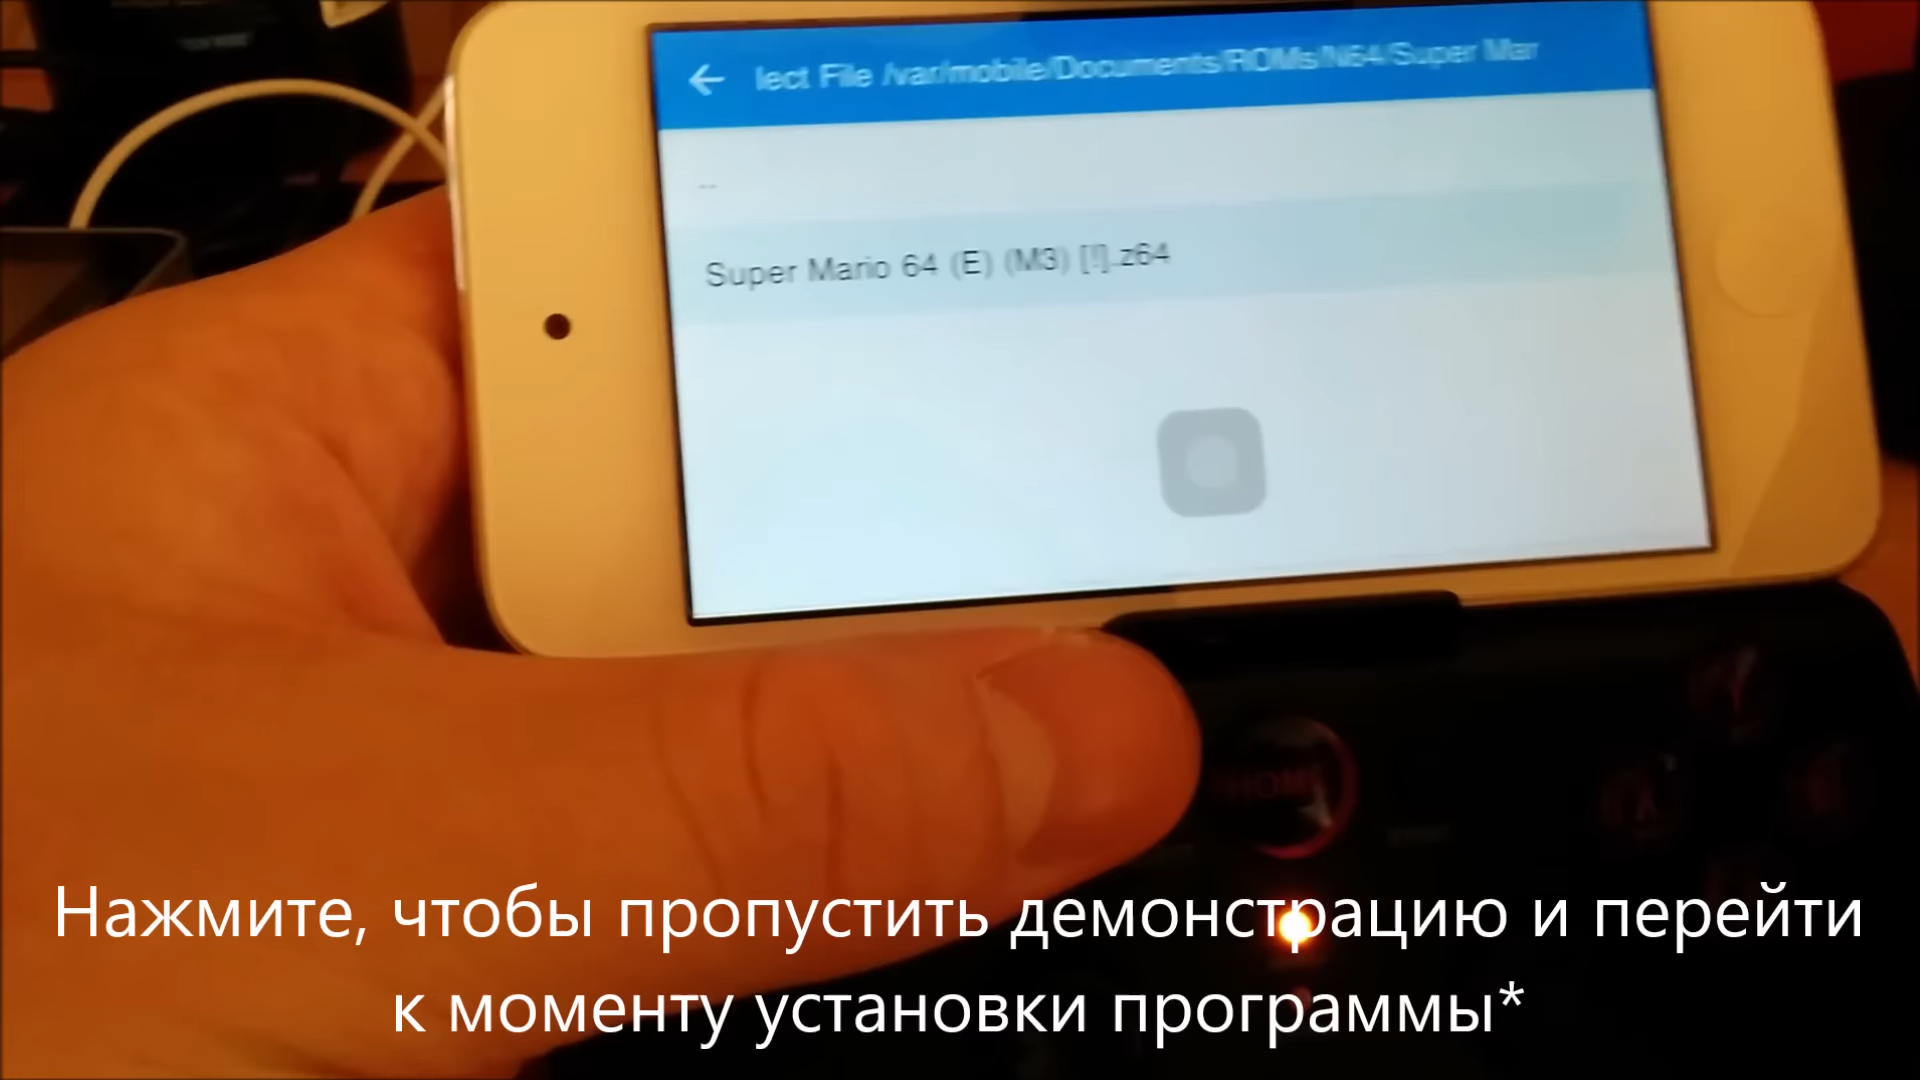 lect File /var/mobile/Documents/ROMs/N64/Super Mar
..
Super Mario 64 (E) (M3) [!].z64
HOME
Нажмите, чтобы пропустить демонстрацию и перейти
к моменту установки программы*